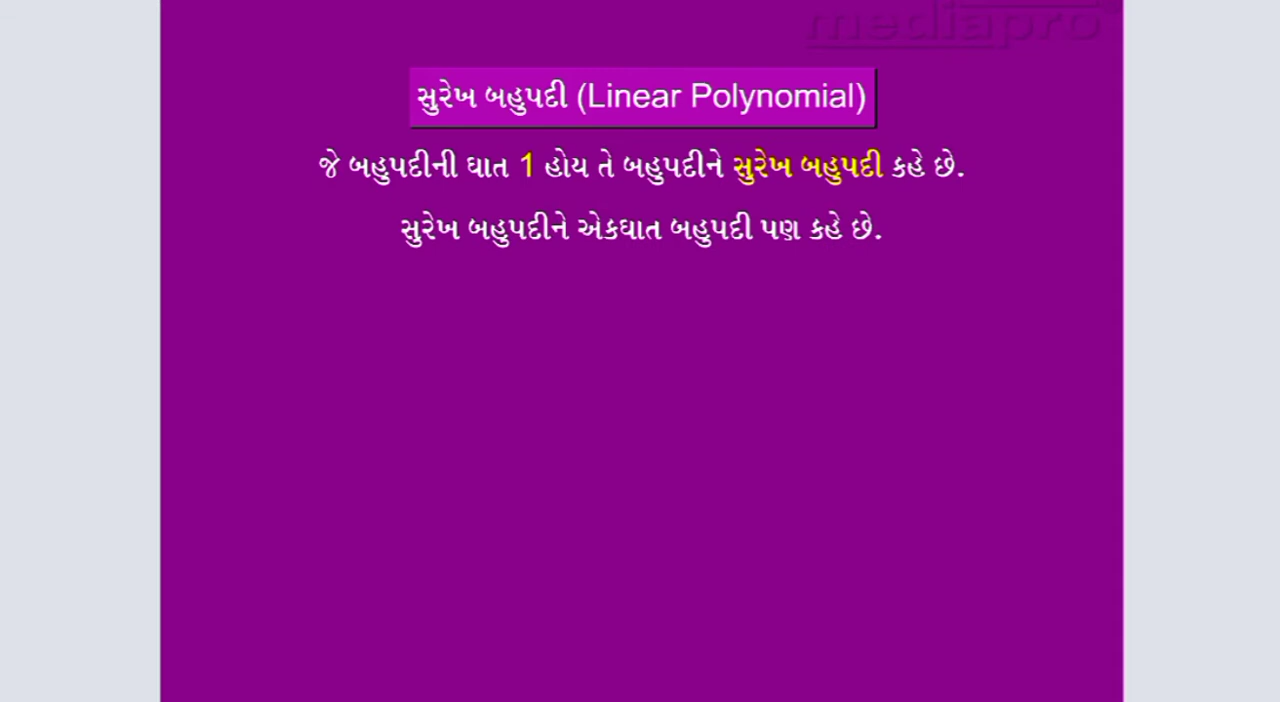 mediapro
સુરેખ બહુપદી (Linear Polynomial)
જે બહુપદીની ઘાત 1 હોય તે બહુપદીને સુરેખ બહુપદી કહે છે.
સુરેખ બહુપદીને એકઘાત બહુપદી પણ કહે છે.